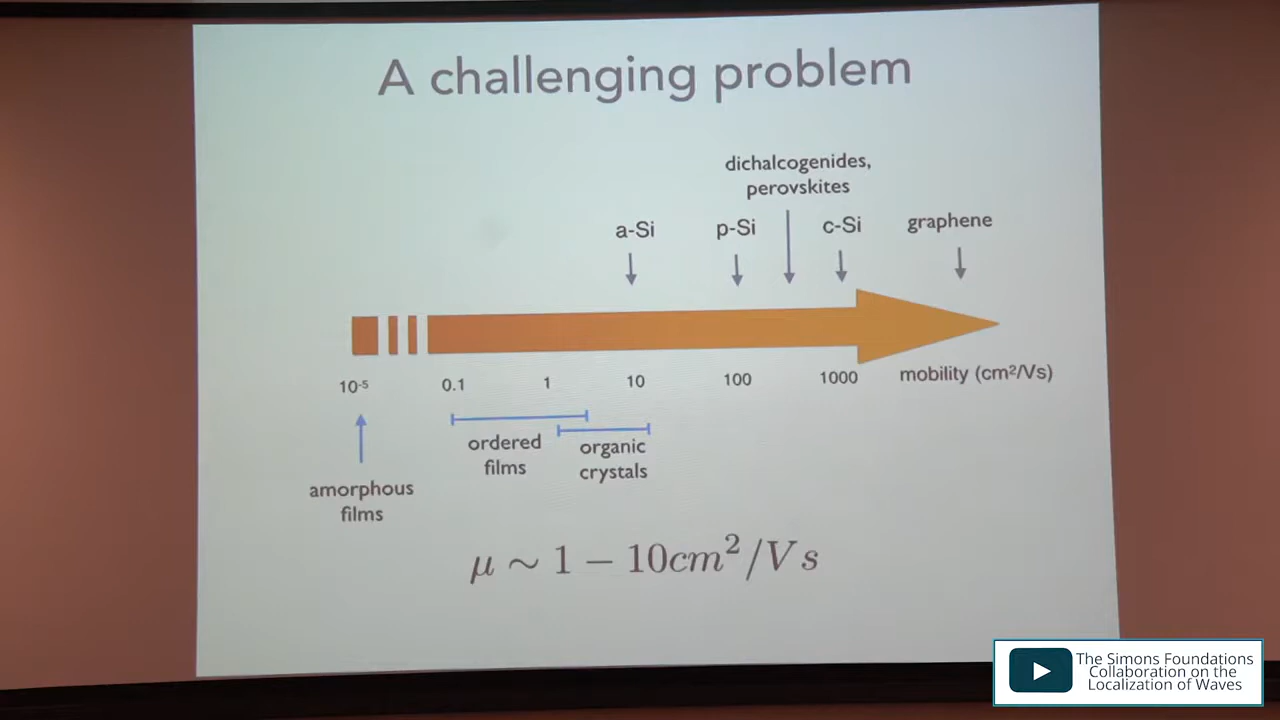 A challenging problem
dichalcogenides,
perovskites
a-Si
p-Si
c-Si
graphene
10⁻⁵
0.1
1
10
100
1000
mobility (cm²/Vs)
ordered
films
organic
crystals
amorphous
films
μ ∼ 1 − 10cm²/Vs
The Simons Foundations
Collaboration on the
Localization of Waves